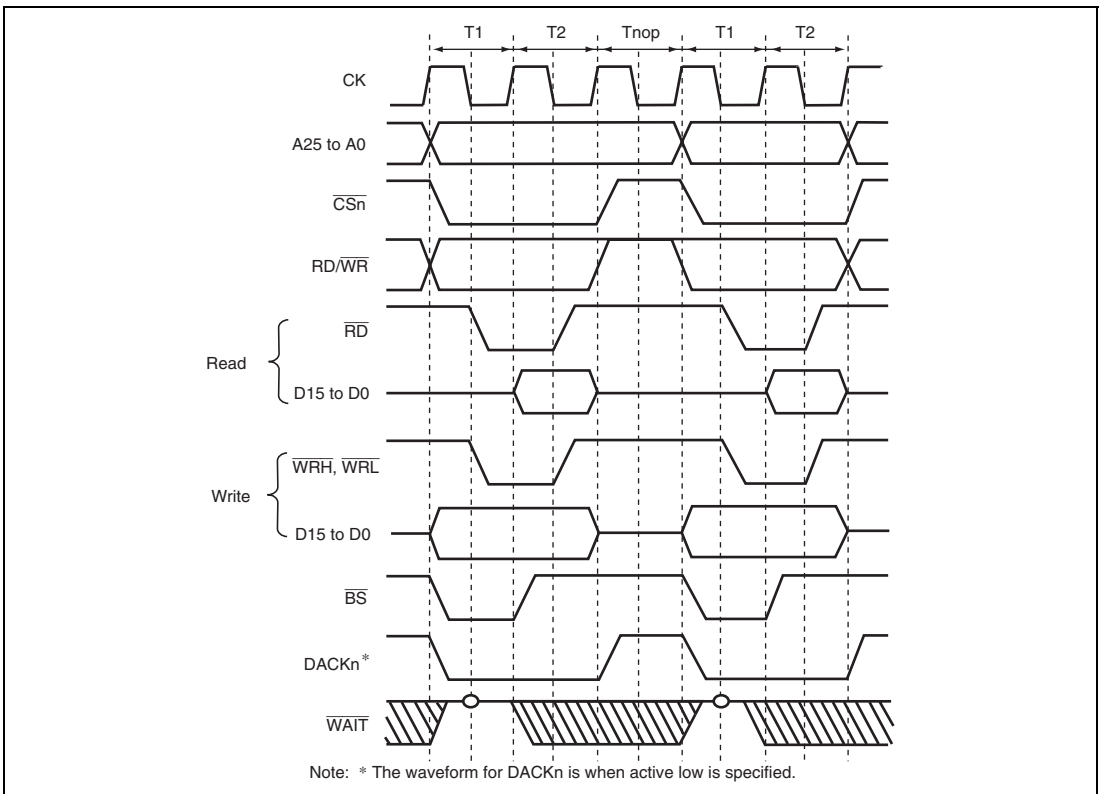 T1 T2 Tnop T1 T2
CK
A25 to A0
CSn
RD/WR
RD
Read
D15 to D0
WRH, WRL
Write
D15 to D0
BS
DACKn*
WAIT
Note: * The waveform for DACKn is when active low is specified.